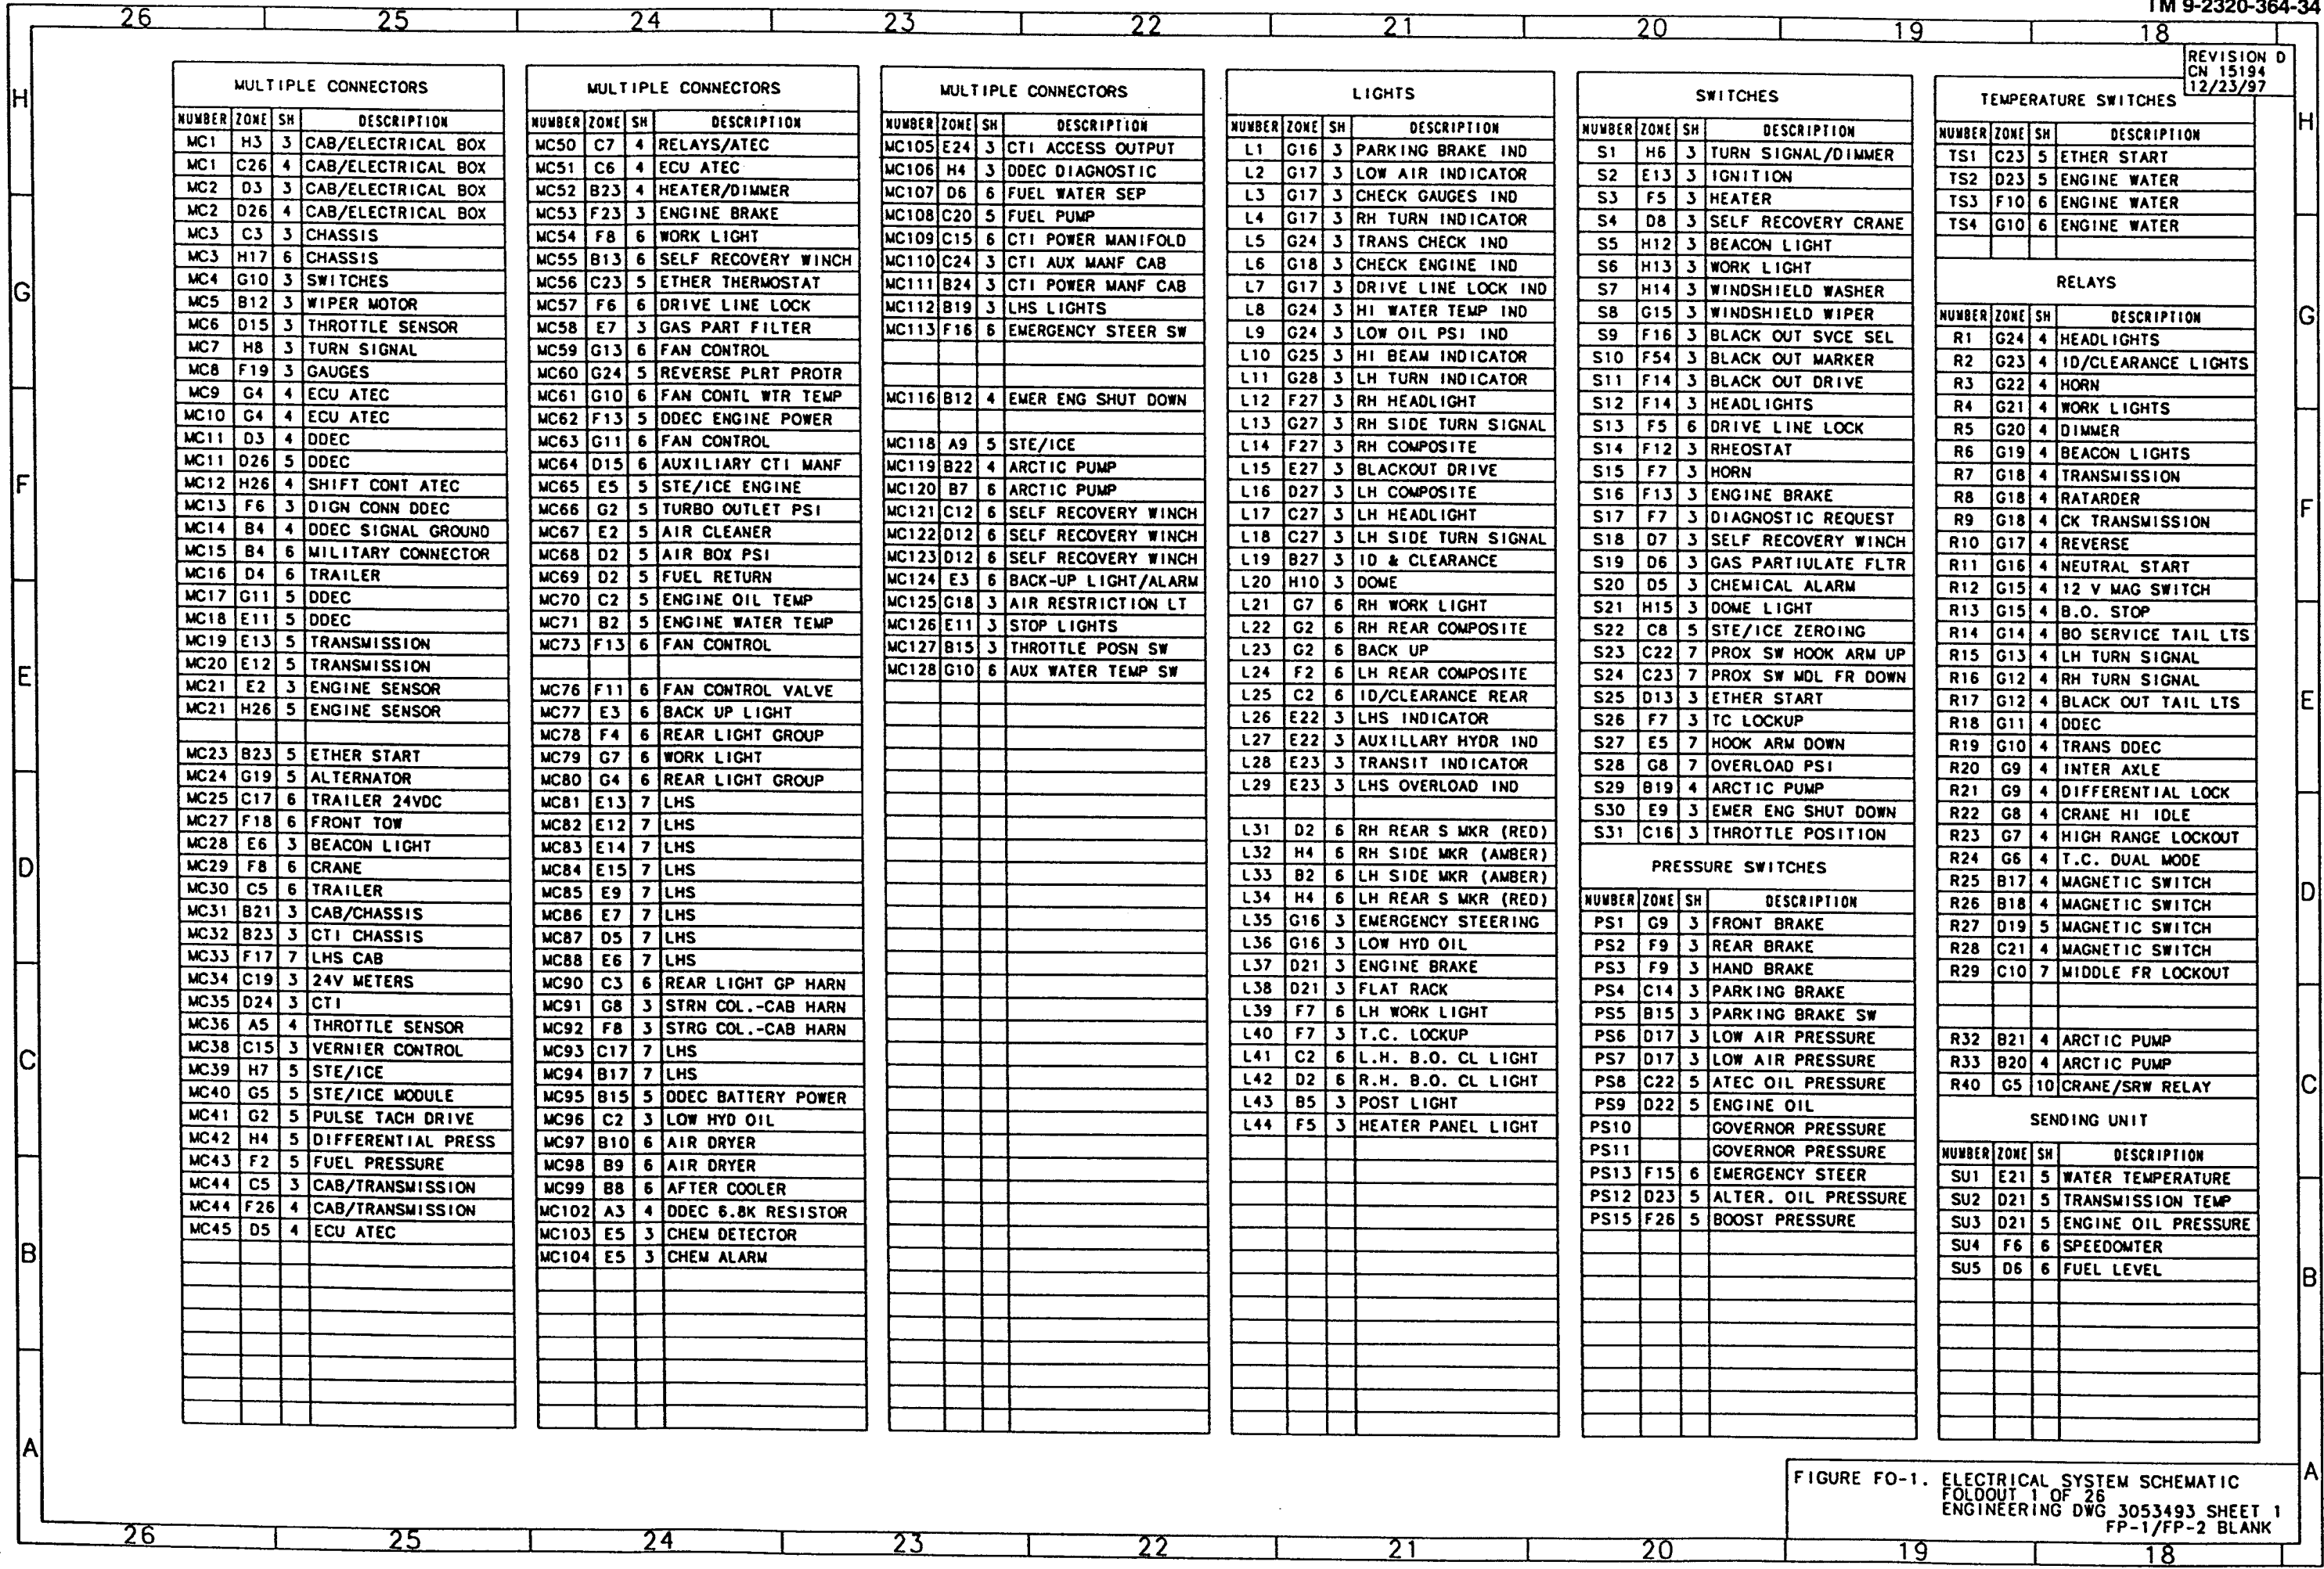 TM 9-2320-364-34
26 25 24 23 22 21 20 19 18
REVISION D
CN 15194
12/23/97
H
G
F
E
D
C
B
A
MULTIPLE CONNECTORS
NUMBER ZONE SH DESCRIPTION
MC1 H3 3 CAB/ELECTRICAL BOX
MC1 C26 4 CAB/ELECTRICAL BOX
MC2 D3 3 CAB/ELECTRICAL BOX
MC2 D26 4 CAB/ELECTRICAL BOX
MC3 C3 3 CHASSIS
MC3 H17 6 CHASSIS
MC4 G10 3 SWITCHES
MC5 B12 3 WIPER MOTOR
MC6 D15 3 THROTTLE SENSOR
MC7 H8 3 TURN SIGNAL
MC8 F19 3 GAUGES
MC9 G4 4 ECU ATEC
MC10 G4 4 ECU ATEC
MC11 D3 4 DDEC
MC11 D26 5 DDEC
MC12 H26 4 SHIFT CONT ATEC
MC13 F6 3 DIGN CONN DDEC
MC14 B4 4 DDEC SIGNAL GROUND
MC15 B4 6 MILITARY CONNECTOR
MC16 D4 6 TRAILER
MC17 G11 5 DDEC
MC18 E11 5 DDEC
MC19 E13 5 TRANSMISSION
MC20 E12 5 TRANSMISSION
MC21 E2 3 ENGINE SENSOR
MC21 H26 5 ENGINE SENSOR
MC23 B23 5 ETHER START
MC24 G19 5 ALTERNATOR
MC25 C17 6 TRAILER 24VDC
MC27 F18 6 FRONT TOW
MC28 E6 3 BEACON LIGHT
MC29 F8 6 CRANE
MC30 C5 6 TRAILER
MC31 B21 3 CAB/CHASSIS
MC32 B23 3 CTI CHASSIS
MC33 F17 7 LHS CAB
MC34 C19 3 24V METERS
MC35 D24 3 CTI
MC36 A5 4 THROTTLE SENSOR
MC38 C15 3 VERNIER CONTROL
MC39 H7 5 STE/ICE
MC40 G5 5 STE/ICE MODULE
MC41 G2 5 PULSE TACH DRIVE
MC42 H4 5 DIFFERENTIAL PRESS
MC43 F2 5 FUEL PRESSURE
MC44 C5 3 CAB/TRANSMISSION
MC44 F26 4 CAB/TRANSMISSION
MC45 D5 4 ECU ATEC
MULTIPLE CONNECTORS
NUMBER ZONE SH DESCRIPTION
MC50 C7 4 RELAYS/ATEC
MC51 C6 4 ECU ATEC
MC52 B23 4 HEATER/DIMMER
MC53 F23 3 ENGINE BRAKE
MC54 F8 6 WORK LIGHT
MC55 B13 6 SELF RECOVERY WINCH
MC56 C23 5 ETHER THERMOSTAT
MC57 F6 6 DRIVE LINE LOCK
MC58 E7 3 GAS PART FILTER
MC59 G13 6 FAN CONTROL
MC60 G24 5 REVERSE PLRT PROTR
MC61 G10 6 FAN CONTL WTR TEMP
MC62 F13 5 DDEC ENGINE POWER
MC63 G11 6 FAN CONTROL
MC64 D15 6 AUXILIARY CTI MANF
MC65 E5 5 STE/ICE ENGINE
MC66 G2 5 TURBO OUTLET PSI
MC67 E2 5 AIR CLEANER
MC68 D2 5 AIR BOX PSI
MC69 D2 5 FUEL RETURN
MC70 C2 5 ENGINE OIL TEMP
MC71 B2 5 ENGINE WATER TEMP
MC73 F13 6 FAN CONTROL
MC76 F11 6 FAN CONTROL VALVE
MC77 E3 6 BACK UP LIGHT
MC78 F4 6 REAR LIGHT GROUP
MC79 G7 6 WORK LIGHT
MC80 G4 6 REAR LIGHT GROUP
MC81 E13 7 LHS
MC82 E12 7 LHS
MC83 E14 7 LHS
MC84 E15 7 LHS
MC85 E9 7 LHS
MC86 E7 7 LHS
MC87 D5 7 LHS
MC88 E6 7 LHS
MC90 C3 6 REAR LIGHT GP HARN
MC91 G8 3 STRN COL.-CAB HARN
MC92 F8 3 STRG COL.-CAB HARN
MC93 C17 7 LHS
MC94 B17 7 LHS
MC95 B15 5 DDEC BATTERY POWER
MC96 C2 3 LOW HYD OIL
MC97 B10 6 AIR DRYER
MC98 B9 6 AIR DRYER
MC99 B8 6 AFTER COOLER
MC102 A3 4 DDEC 6.8K RESISTOR
MC103 E5 3 CHEM DETECTOR
MC104 E5 3 CHEM ALARM
MULTIPLE CONNECTORS
NUMBER ZONE SH DESCRIPTION
MC105 E24 3 CTI ACCESS OUTPUT
MC106 H4 3 DDEC DIAGNOSTIC
MC107 D6 6 FUEL WATER SEP
MC108 C20 5 FUEL PUMP
MC109 C15 6 CTI POWER MANIFOLD
MC110 C24 3 CTI AUX MANF CAB
MC111 B24 3 CTI POWER MANF CAB
MC112 B19 3 LHS LIGHTS
MC113 F16 6 EMERGENCY STEER SW
MC116 B12 4 EMER ENG SHUT DOWN
MC118 A9 5 STE/ICE
MC119 B22 4 ARCTIC PUMP
MC120 B7 6 ARCTIC PUMP
MC121 C12 6 SELF RECOVERY WINCH
MC122 D12 6 SELF RECOVERY WINCH
MC123 D12 6 SELF RECOVERY WINCH
MC124 E3 6 BACK-UP LIGHT/ALARM
MC125 G18 3 AIR RESTRICTION LT
MC126 E11 3 STOP LIGHTS
MC127 B15 3 THROTTLE POSN SW
MC128 G10 6 AUX WATER TEMP SW
LIGHTS
NUMBER ZONE SH DESCRIPTION
L1 G16 3 PARKING BRAKE IND
L2 G17 3 LOW AIR INDICATOR
L3 G17 3 CHECK GAUGES IND
L4 G17 3 RH TURN INDICATOR
L5 G24 3 TRANS CHECK IND
L6 G18 3 CHECK ENGINE IND
L7 G17 3 DRIVE LINE LOCK IND
L8 G24 3 HI WATER TEMP IND
L9 G24 3 LOW OIL PSI IND
L10 G25 3 HI BEAM INDICATOR
L11 G28 3 LH TURN INDICATOR
L12 F27 3 RH HEADLIGHT
L13 G27 3 RH SIDE TURN SIGNAL
L14 F27 3 RH COMPOSITE
L15 E27 3 BLACKOUT DRIVE
L16 D27 3 LH COMPOSITE
L17 C27 3 LH HEADLIGHT
L18 C27 3 LH SIDE TURN SIGNAL
L19 B27 3 ID & CLEARANCE
L20 H10 3 DOME
L21 G7 6 RH WORK LIGHT
L22 G2 6 RH REAR COMPOSITE
L23 G2 6 BACK UP
L24 F2 6 LH REAR COMPOSITE
L25 C2 6 ID/CLEARANCE REAR
L26 E22 3 LHS INDICATOR
L27 E22 3 AUXILLARY HYDR IND
L28 E23 3 TRANSIT INDICATOR
L29 E23 3 LHS OVERLOAD IND
L31 D2 6 RH REAR S MKR (RED)
L32 H4 6 RH SIDE MKR (AMBER)
L33 B2 6 LH SIDE MKR (AMBER)
L34 H4 6 LH REAR S MKR (RED)
L35 G16 3 EMERGENCY STEERING
L36 G16 3 LOW HYD OIL
L37 D21 3 ENGINE BRAKE
L38 D21 3 FLAT RACK
L39 F7 6 LH WORK LIGHT
L40 F7 3 T.C. LOCKUP
L41 C2 6 L.H. B.O. CL LIGHT
L42 D2 6 R.H. B.O. CL LIGHT
L43 B5 3 POST LIGHT
L44 F5 3 HEATER PANEL LIGHT
SWITCHES
NUMBER ZONE SH DESCRIPTION
S1 H6 3 TURN SIGNAL/DIMMER
S2 E13 3 IGNITION
S3 F5 3 HEATER
S4 D8 3 SELF RECOVERY CRANE
S5 H12 3 BEACON LIGHT
S6 H13 3 WORK LIGHT
S7 H14 3 WINDSHIELD WASHER
S8 G15 3 WINDSHIELD WIPER
S9 F16 3 BLACK OUT SVCE SEL
S10 F54 3 BLACK OUT MARKER
S11 F14 3 BLACK OUT DRIVE
S12 F14 3 HEADLIGHTS
S13 F5 6 DRIVE LINE LOCK
S14 F12 3 RHEOSTAT
S15 F7 3 HORN
S16 F13 3 ENGINE BRAKE
S17 F7 3 DIAGNOSTIC REQUEST
S18 D7 3 SELF RECOVERY WINCH
S19 D6 3 GAS PARTIULATE FLTR
S20 D5 3 CHEMICAL ALARM
S21 H15 3 DOME LIGHT
S22 C8 5 STE/ICE ZEROING
S23 C22 7 PROX SW HOOK ARM UP
S24 C23 7 PROX SW MDL FR DOWN
S25 D13 3 ETHER START
S26 F7 3 TC LOCKUP
S27 E5 7 HOOK ARM DOWN
S28 G8 7 OVERLOAD PSI
S29 B19 4 ARCTIC PUMP
S30 E9 3 EMER ENG SHUT DOWN
S31 C16 3 THROTTLE POSITION
PRESSURE SWITCHES
NUMBER ZONE SH DESCRIPTION
PS1 G9 3 FRONT BRAKE
PS2 F9 3 REAR BRAKE
PS3 F9 3 HAND BRAKE
PS4 C14 3 PARKING BRAKE
PS5 B15 3 PARKING BRAKE SW
PS6 D17 3 LOW AIR PRESSURE
PS7 D17 3 LOW AIR PRESSURE
PS8 C22 5 ATEC OIL PRESSURE
PS9 D22 5 ENGINE OIL
PS10 GOVERNOR PRESSURE
PS11 GOVERNOR PRESSURE
PS13 F15 6 EMERGENCY STEER
PS12 D23 5 ALTER. OIL PRESSURE
PS15 F26 5 BOOST PRESSURE
TEMPERATURE SWITCHES
NUMBER ZONE SH DESCRIPTION
TS1 C23 5 ETHER START
TS2 D23 5 ENGINE WATER
TS3 F10 6 ENGINE WATER
TS4 G10 6 ENGINE WATER
RELAYS
NUMBER ZONE SH DESCRIPTION
R1 G24 4 HEADLIGHTS
R2 G23 4 ID/CLEARANCE LIGHTS
R3 G22 4 HORN
R4 G21 4 WORK LIGHTS
R5 G20 4 DIMMER
R6 G19 4 BEACON LIGHTS
R7 G18 4 TRANSMISSION
R8 G18 4 RATARDER
R9 G18 4 CK TRANSMISSION
R10 G17 4 REVERSE
R11 G16 4 NEUTRAL START
R12 G15 4 12 V MAG SWITCH
R13 G15 4 B.O. STOP
R14 G14 4 BO SERVICE TAIL LTS
R15 G13 4 LH TURN SIGNAL
R16 G12 4 RH TURN SIGNAL
R17 G12 4 BLACK OUT TAIL LTS
R18 G11 4 DDEC
R19 G10 4 TRANS DDEC
R20 G9 4 INTER AXLE
R21 G9 4 DIFFERENTIAL LOCK
R22 G8 4 CRANE HI IDLE
R23 G7 4 HIGH RANGE LOCKOUT
R24 G6 4 T.C. DUAL MODE
R25 B17 4 MAGNETIC SWITCH
R26 B18 4 MAGNETIC SWITCH
R27 D19 5 MAGNETIC SWITCH
R28 C21 4 MAGNETIC SWITCH
R29 C10 7 MIDDLE FR LOCKOUT
R32 B21 4 ARCTIC PUMP
R33 B20 4 ARCTIC PUMP
R40 G5 10 CRANE/SRW RELAY
SENDING UNIT
NUMBER ZONE SH DESCRIPTION
SU1 E21 5 WATER TEMPERATURE
SU2 D21 5 TRANSMISSION TEMP
SU3 D21 5 ENGINE OIL PRESSURE
SU4 F6 6 SPEEDOMTER
SU5 D6 6 FUEL LEVEL
H
G
F
E
D
C
B
A
FIGURE FO-1. ELECTRICAL SYSTEM SCHEMATIC
FOLDOUT 1 OF 26
ENGINEERING DWG 3053493 SHEET 1
FP-1/FP-2 BLANK
26 25 24 23 22 21 20 19 18